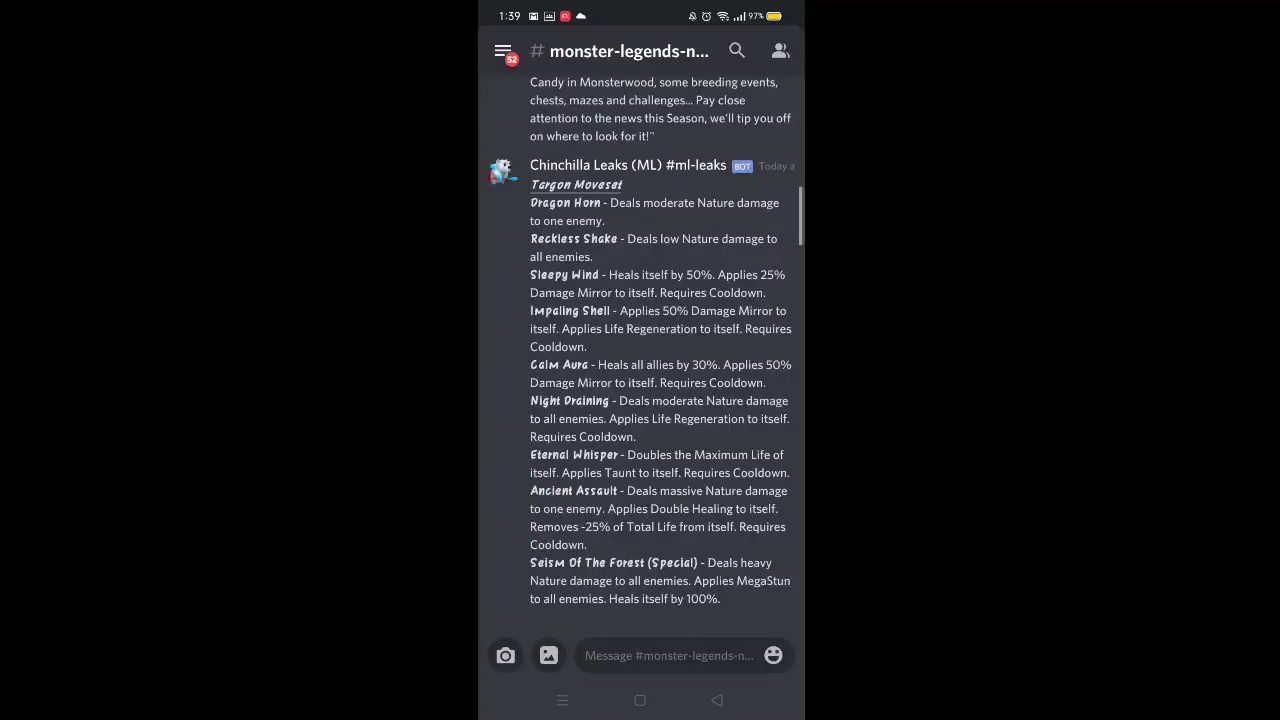 1:39
97%
52
# monster-legends-n...
Candy in Monsterwood, some breeding events,
chests, mazes and challenges... Pay close
attention to the news this Season, we'll tip you off
on where to look for it!"
Chinchilla Leaks (ML) #ml-leaks BOT Today a
Targon Moveset
Dragon Horn - Deals moderate Nature damage
to one enemy.
Reckless Shake - Deals low Nature damage to
all enemies.
Sleepy Wind - Heals itself by 50%. Applies 25%
Damage Mirror to itself. Requires Cooldown.
Impaling Shell - Applies 50% Damage Mirror to
itself. Applies Life Regeneration to itself. Requires
Cooldown.
Calm Aura - Heals all allies by 30%. Applies 50%
Damage Mirror to itself. Requires Cooldown.
Night Draining - Deals moderate Nature damage
to all enemies. Applies Life Regeneration to itself.
Requires Cooldown.
Eternal Whisper - Doubles the Maximum Life of
itself. Applies Taunt to itself. Requires Cooldown.
Ancient Assault - Deals massive Nature damage
to one enemy. Applies Double Healing to itself.
Removes -25% of Total Life from itself. Requires
Cooldown.
Seism Of The Forest (Special) - Deals heavy
Nature damage to all enemies. Applies MegaStun
to all enemies. Heals itself by 100%.
Message #monster-legends-n...